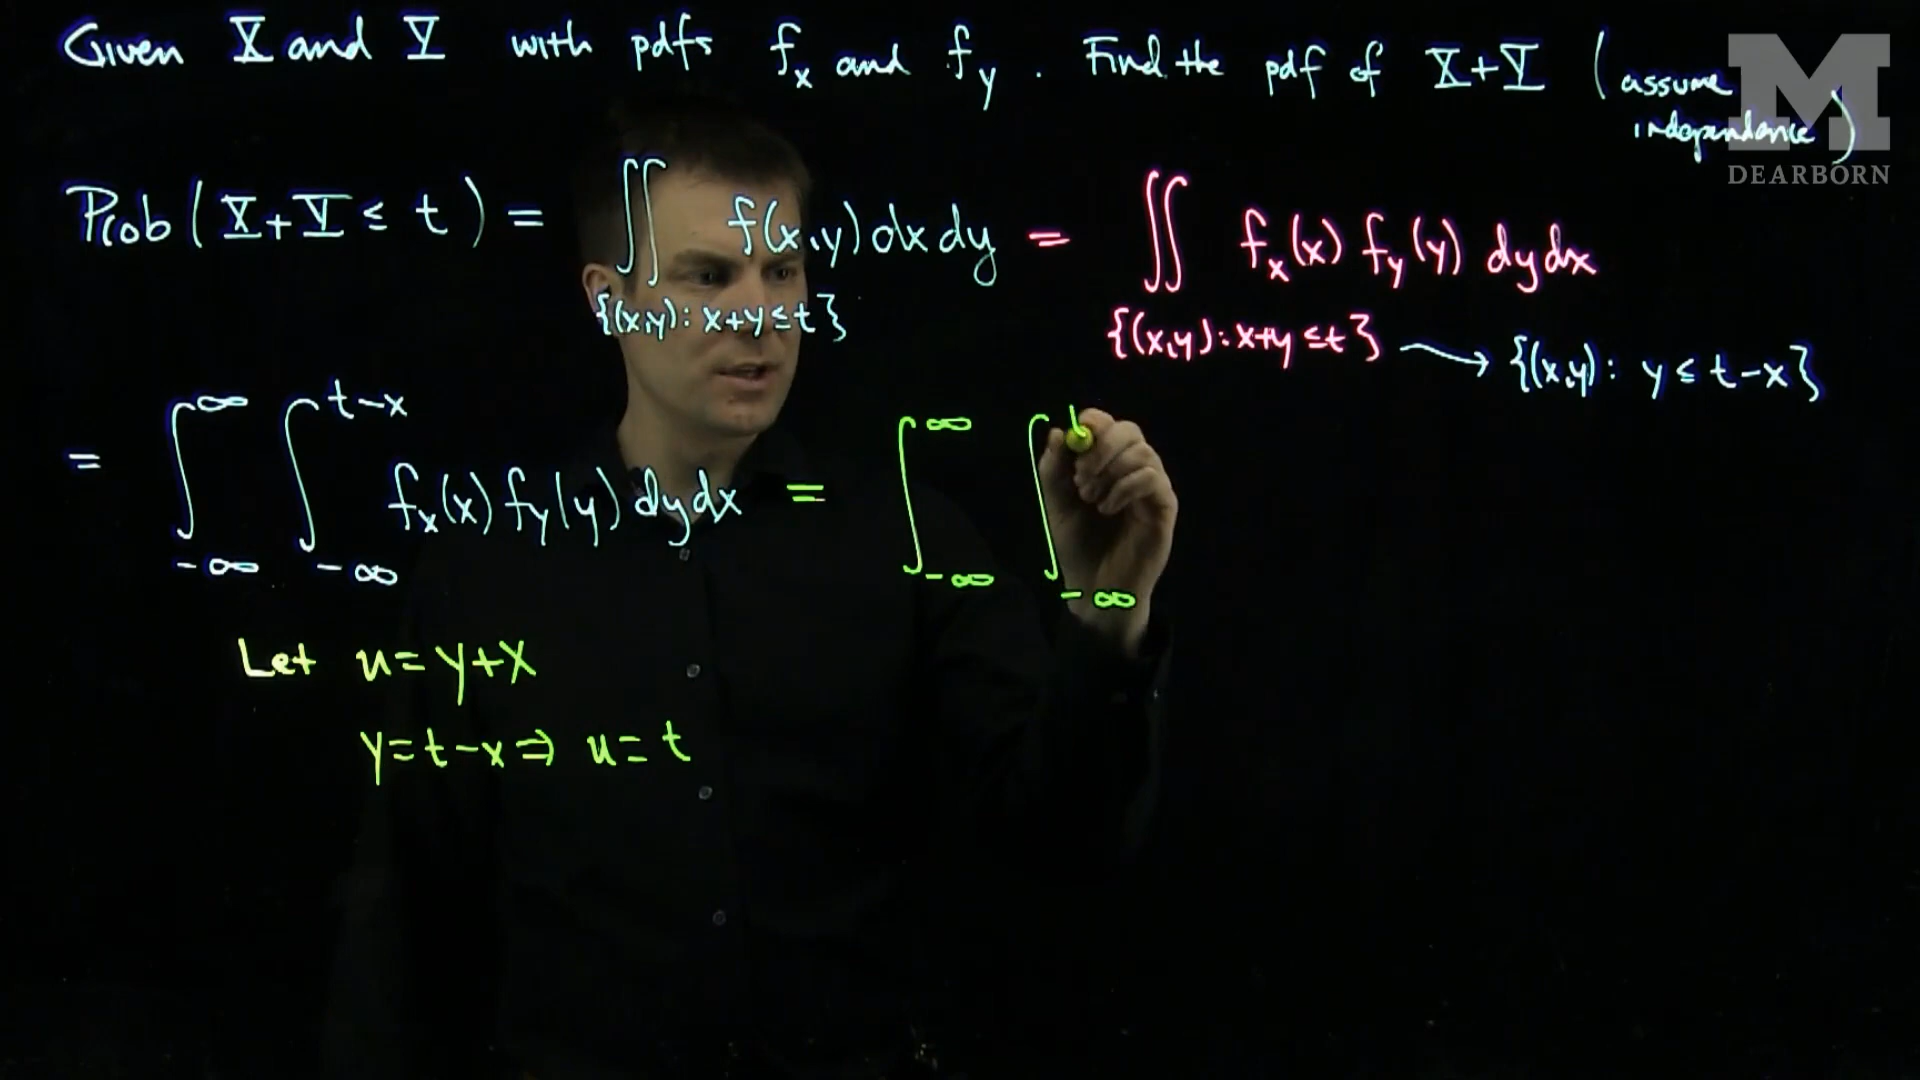 Given X and Y with pdfs f_x and f_y. Find the pdf of X+Y (assume independence)
M DEARBORN
Prob(X+Y ≤ t) = ∬_{{(x,y): x+y≤t}} f(x,y) dx dy = ∬_{{(x,y): x+y≤t}} f_x(x) f_y(y) dy dx
→ {(x,y): y ≤ t-x}
= ∫_{-∞}^{∞} ∫_{-∞}^{t-x} f_x(x) f_y(y) dy dx = ∫_{-∞}^{∞} ∫_{-∞}
Let u = y+x
y = t-x ⇒ u = t